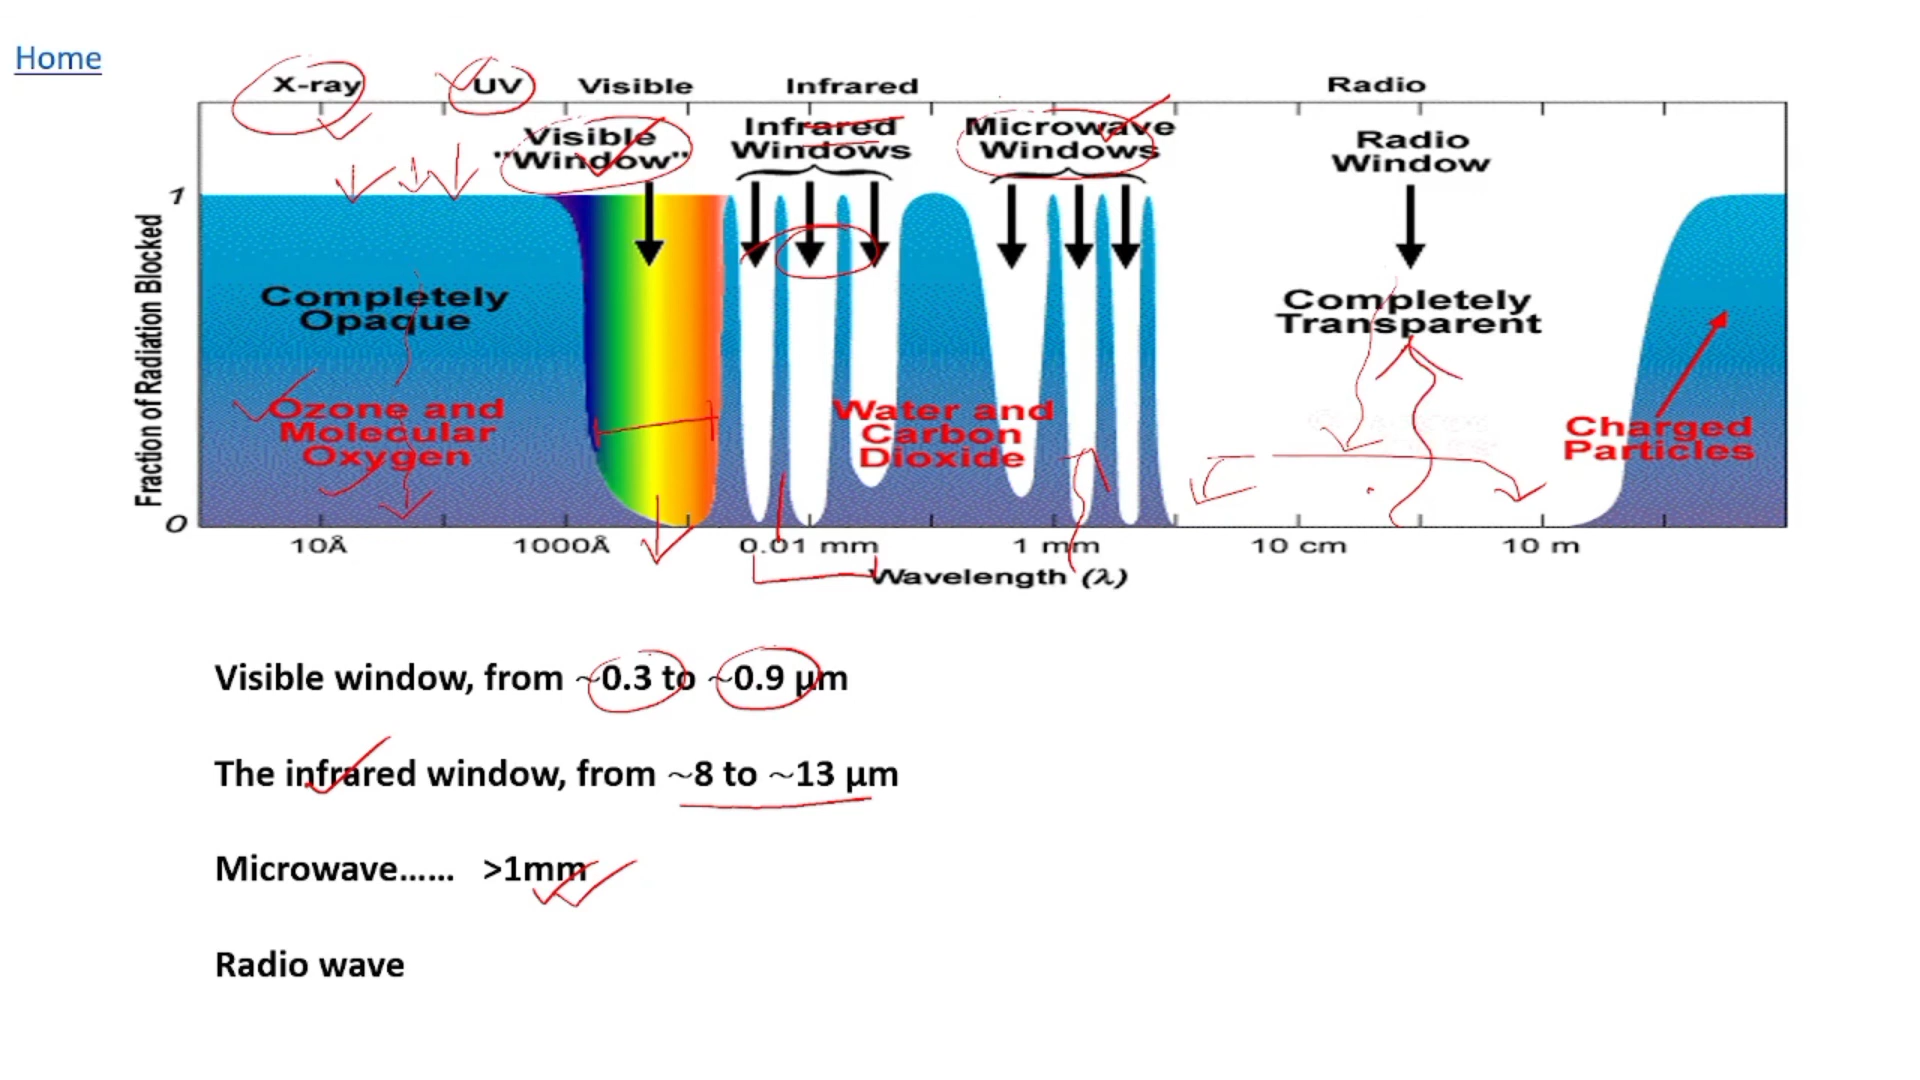 Home
X-ray UV Visible Infrared Radio
Visible
"Window"
Infrared
Windows
Microwave
Windows
Radio
Window
1
Fraction of Radiation Blocked
Completely
Opaque
Completely
Transparent
Ozone and
Molecular
Oxygen
Water and
Carbon
Dioxide
Charged
Particles
0
10Å 1000Å 0.01 mm 1 mm 10 cm 10 m
Wavelength (λ)
Visible window, from ~0.3 to ~0.9 μm
The infrared window, from ~8 to ~13 μm
Microwave...... >1mm
Radio wave